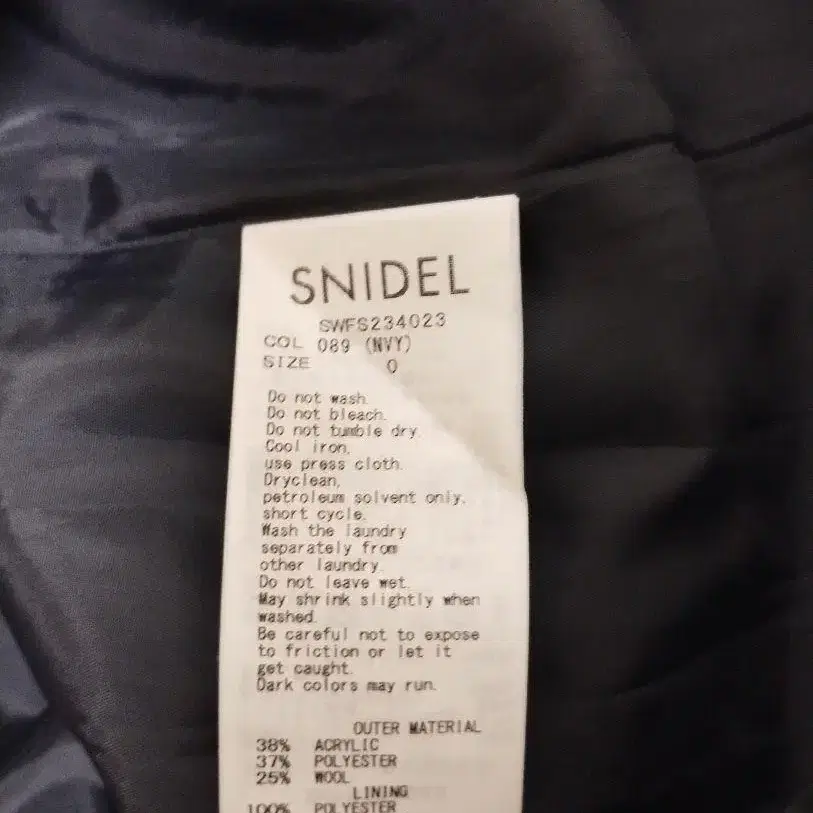 SNIDEL
SWFS234023
COL 089 (NVY)
SIZE 0
Do not wash.
Do not bleach.
Do not tumble dry.
Cool iron,
use press cloth.
Dryclean,
petroleum solvent only,
short cycle.
Wash the laundry
separately from
other laundry.
Do not leave wet.
May shrink slightly when
washed.
Be careful not to expose
to friction or let it
get caught.
Dark colors may run.
OUTER MATERIAL
38% ACRYLIC
37% POLYESTER
25% WOOL
LINING
100% POLYESTER